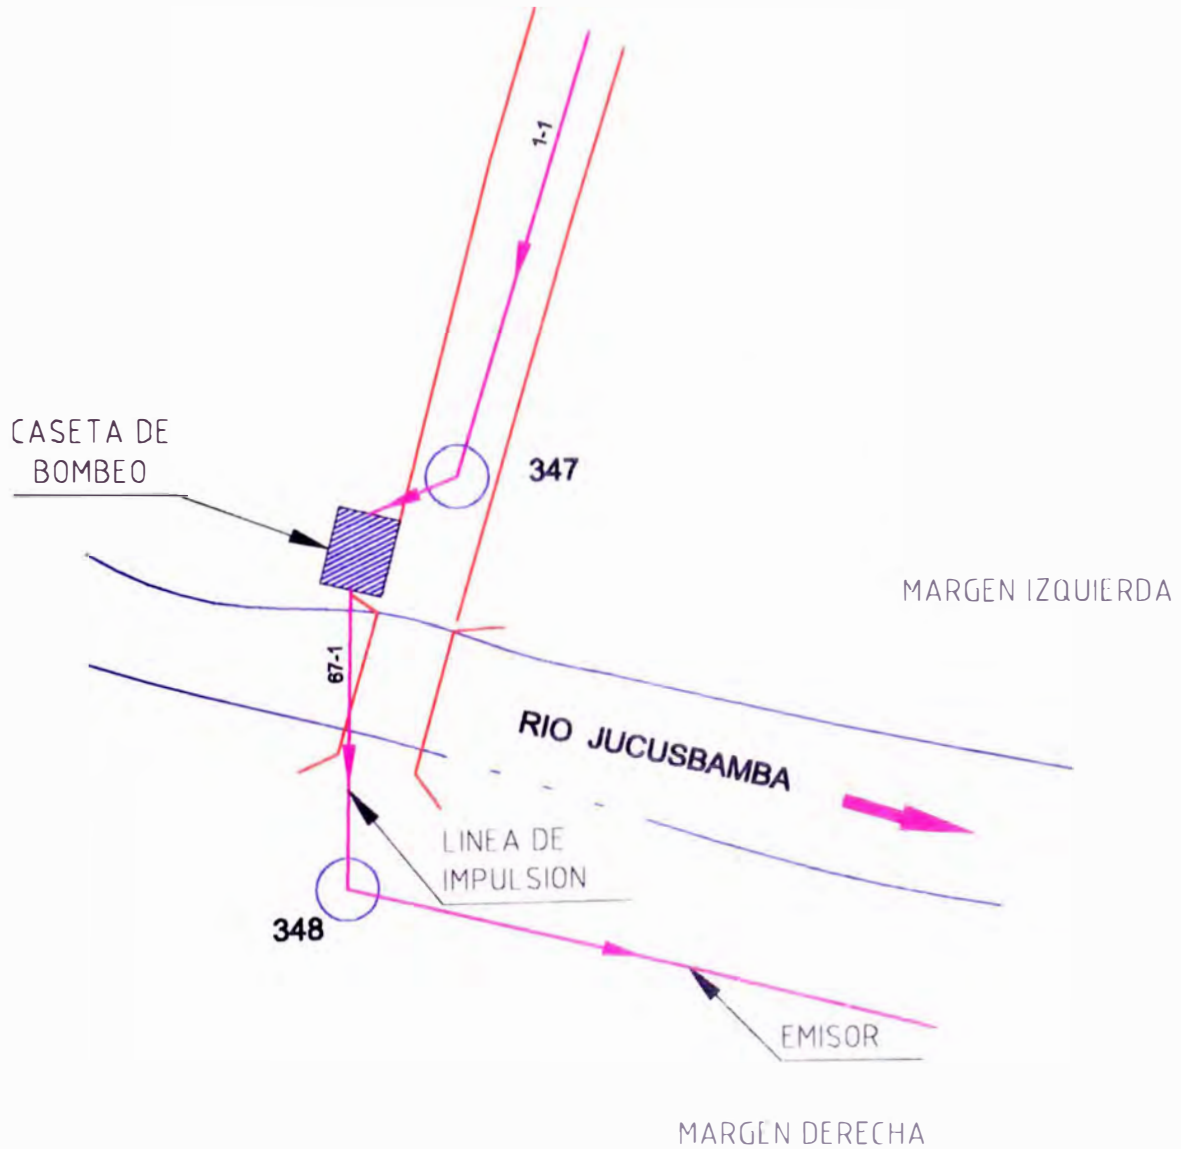 1-1
CASETA DE
BOMBEO
347
MARGEN IZQUIERDA
67-1
RIO JUCUSBAMBA
LINEA DE
IMPULSION
348
EMISOR
MARGEN DERECHA